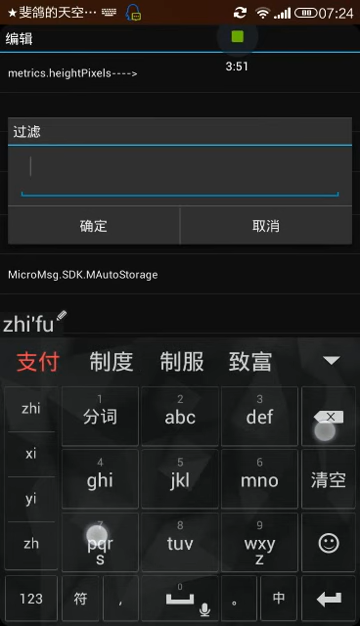 ★斐鸽的天空… 07:24
编辑
3:51
metrics.heightPixels---->
过滤
确定 取消
MicroMsg.SDK.MAutoStorage
zhi'fu
支付 制度 制服 致富
zhi
xi
yi
zh
1 分词
2 abc
3 def
4 ghi
5 jkl
6 mno
清空
7 pqrs
8 tuv
9 wxyz
123 符 , 0 。 中